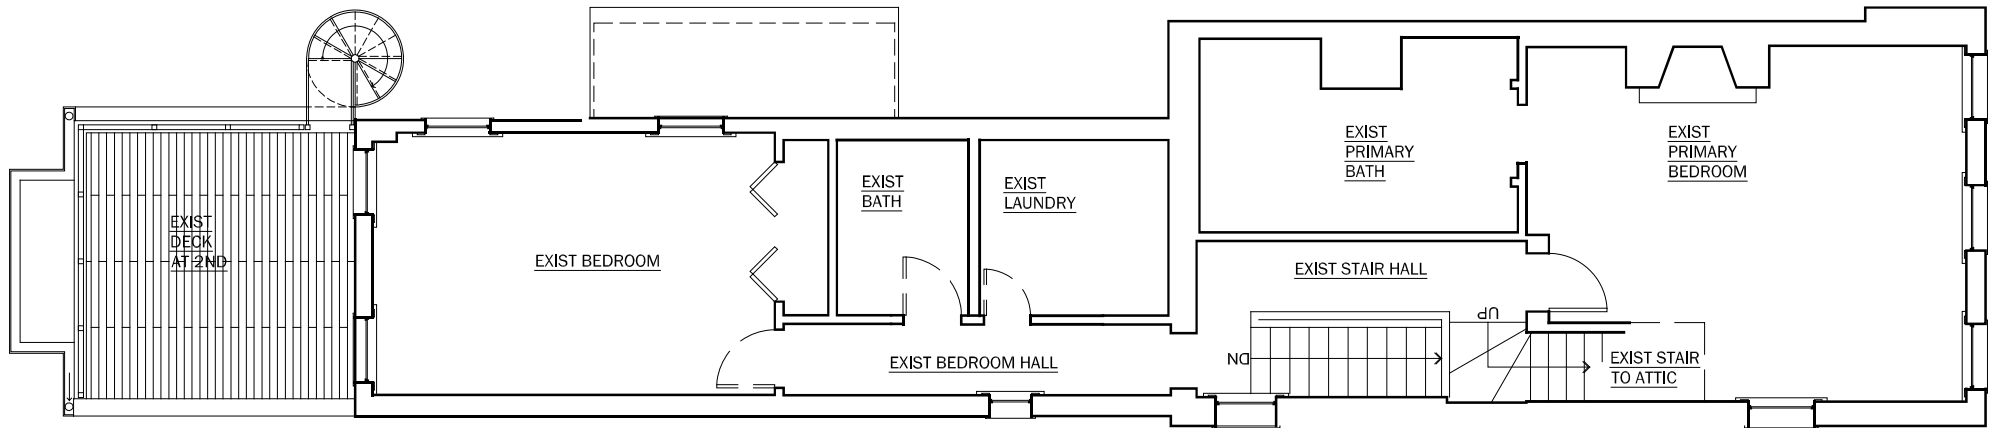 EXIST
DECK
AT 2ND
EXIST BEDROOM
EXIST
BATH
EXIST
LAUNDRY
EXIST BEDROOM HALL
EXIST
PRIMARY
BATH
EXIST STAIR HALL
DN
UP
EXIST
PRIMARY
BEDROOM
EXIST STAIR
TO ATTIC